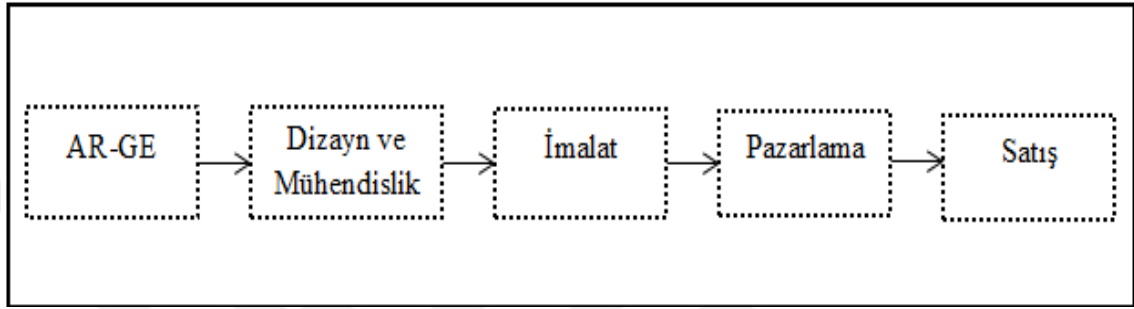 AR-GE
Dizayn ve
Mühendislik
İmalat
Pazarlama
Satış